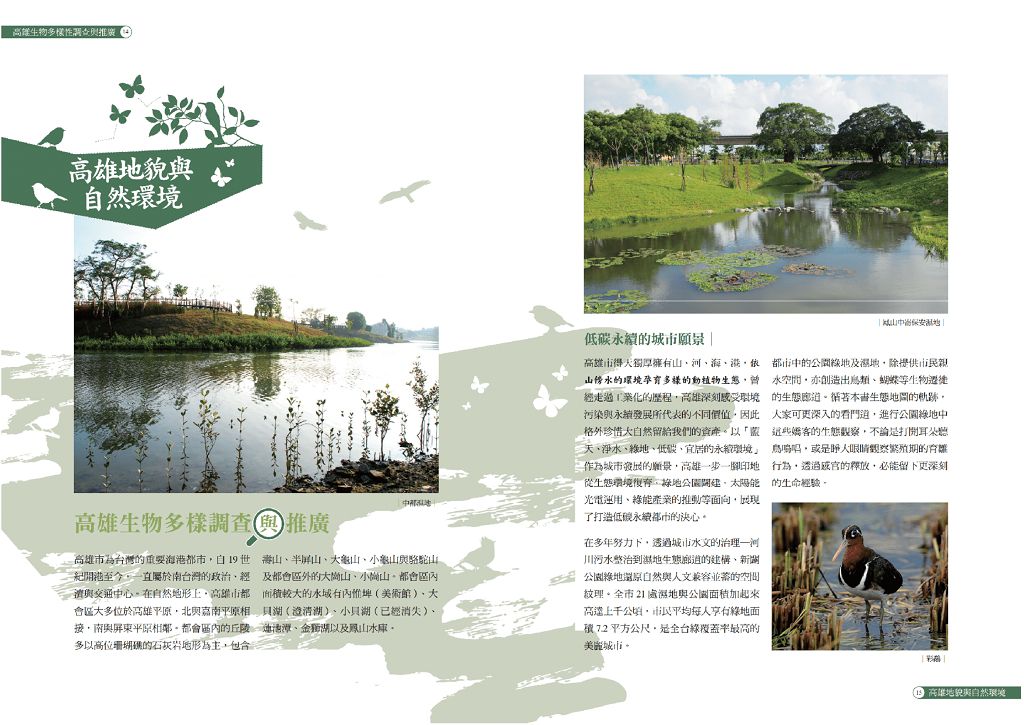 高雄生物多樣性調查與推廣 14
高雄地貌與
自然環境
中都濕地
高雄生物多樣調查與推廣
高雄市為台灣的重要海港都市,自 19 世
紀開港至今,一直屬於南台灣的政治、經
濟與交通中心。在自然地形上,高雄市都
會區大多位於高雄平原,北與嘉南平原相
接,南與屏東平原相鄰。都會區內的丘陵
多以高位珊瑚礁的石灰岩地形為主,包含
壽山、半屏山、大龜山、小龜山與駱駝山
及都會區外的大崗山、小崗山。都會區內
面積較大的水域有內惟埤(美術館)、大
貝湖(澄清湖)、小貝湖(已經消失)、
蓮池潭、金獅湖以及鳳山水庫。
鳳山中崙保安濕地
低碳永續的城市願景
高雄市得天獨厚擁有山、河、海、港,依
山傍水的環境孕育多樣的動植物生態,曾
經走過工業化的歷程,高雄深刻感受環境
污染與永續發展所代表的不同價值,因此
格外珍惜大自然留給我們的資產。以「藍
天、淨水、綠地、低碳、宜居的永續環境」
作為城市發展的願景,高雄一步一腳印地
從生態環境復育、綠地公園闢建、太陽能
光電運用、綠能產業的推動等面向,展現
了打造低碳永續都市的決心。
在多年努力下,透過城市水文的治理—河
川污水整治到濕地生態廊道的建構、新闢
公園綠地還原自然與人文兼容並蓄的空間
紋理。全市 21 處濕地與公園面積加起來
高達上千公頃,市民平均每人享有綠地面
積 7.2 平方公尺,是全台綠覆蓋率最高的
美麗城市。
都市中的公園綠地及濕地,除提供市民親
水空間,亦創造出鳥類、蝴蝶等生物遷徙
的生態廊道。循著本書生態地圖的軌跡,
大家可更深入的看門道,進行公園綠地中
這些嬌客的生態觀察,不論是打開耳朵聽
鳥鳴唱,或是睜大眼睛觀察繁殖期的育雛
行為,透過感官的釋放,必能留下更深刻
的生命經驗。
彩鷸
15 高雄地貌與自然環境